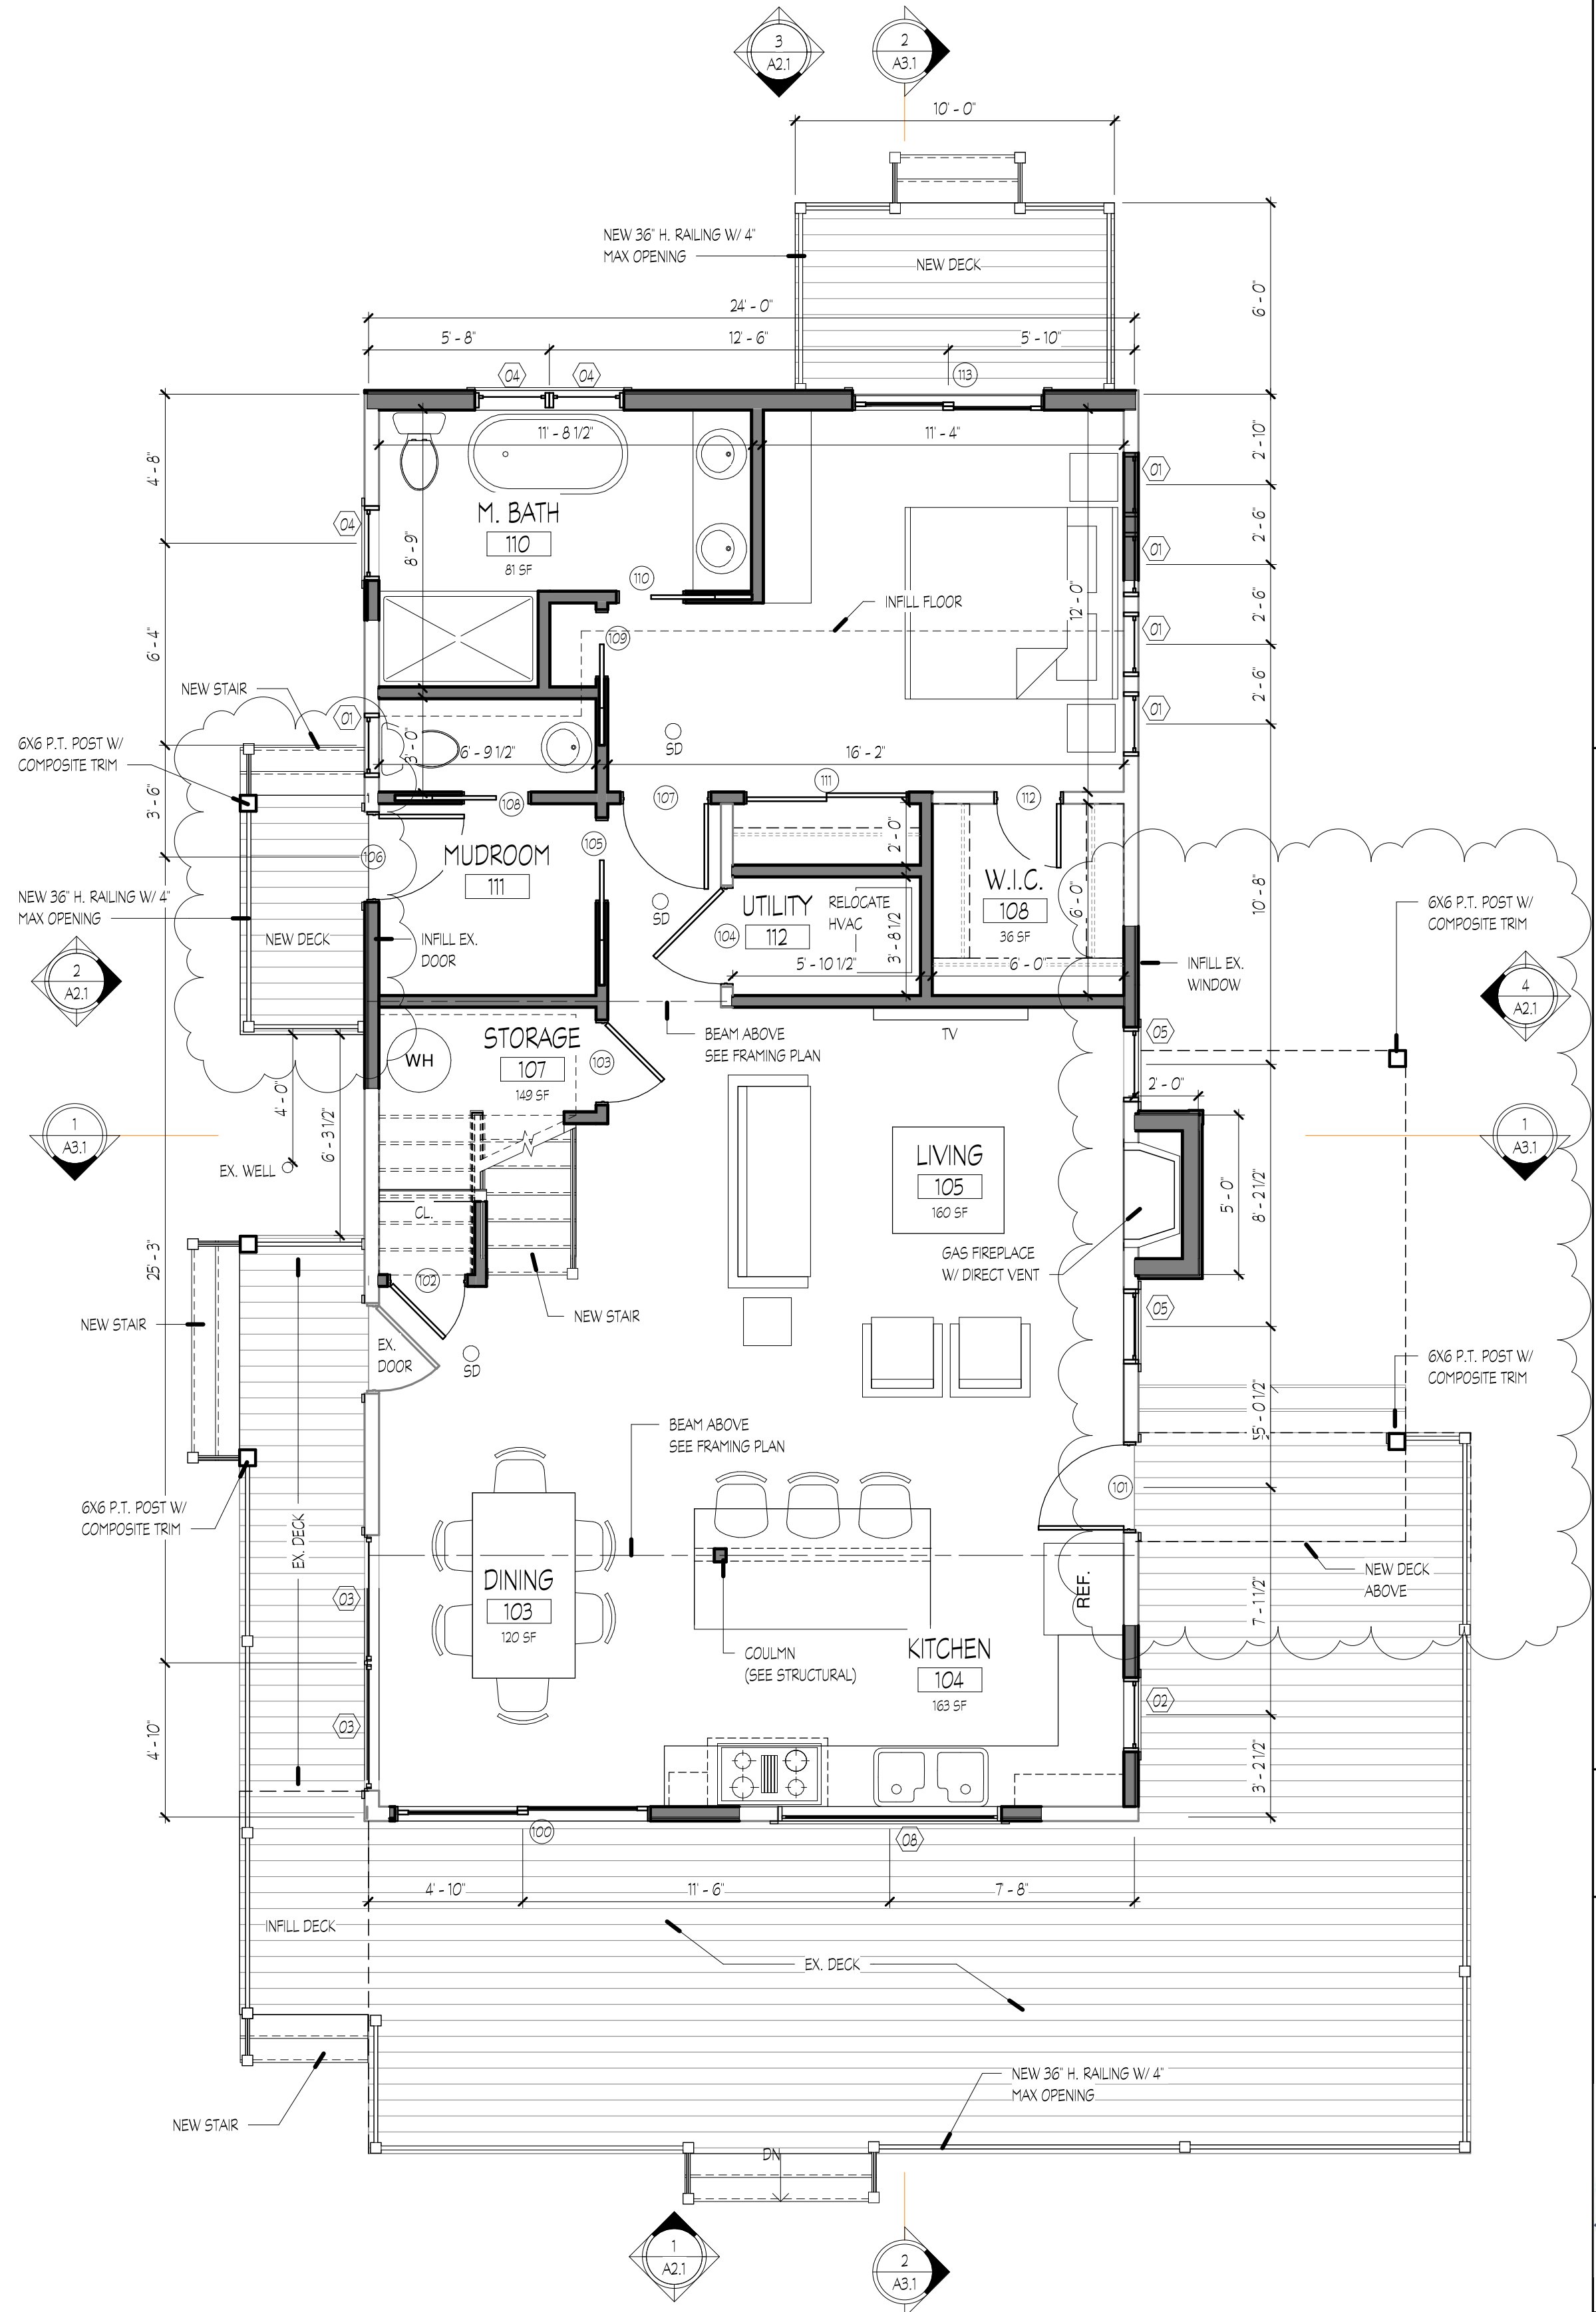 3
A2.1
2
A3.1
10' - 0"
NEW 36" H. RAILING W/ 4"
MAX OPENING
NEW DECK
6' - 0"
24' - 0"
5' - 8"
12' - 6"
5' - 10"
04
04
113
11' - 8 1/2"
11' - 4"
2' - 10"
4' - 8"
01
M. BATH
110
81 SF
04
8' - 9"
2' - 6"
01
110
12' - 0"
INFILL FLOOR
2' - 6"
01
109
6' - 4"
NEW STAIR
2' - 6"
01
01
6X6 P.T. POST W/
COMPOSITE TRIM
3' - 0"
6' - 9 1/2"
SD
16' - 2"
3' - 6"
108
107
111
112
106
MUDROOM
111
105
2' - 0"
W.I.C.
108
36 SF
6' - 0"
10' - 8"
NEW 36" H. RAILING W/ 4"
MAX OPENING
SD
UTILITY
112
RELOCATE
HVAC
6X6 P.T. POST W/
COMPOSITE TRIM
NEW DECK
INFILL EX.
DOOR
104
3' - 8 1/2"
5' - 10 1/2"
6' - 0"
INFILL EX.
WINDOW
2
A2.1
4
A2.1
STORAGE
107
149 SF
WH
103
BEAM ABOVE
SEE FRAMING PLAN
TV
05
2' - 0"
4' - 0"
6' - 3 1/2"
1
A3.1
1
A3.1
EX. WELL
LIVING
105
160 SF
5' - 0"
8' - 2 1/2"
CL.
GAS FIREPLACE
W/ DIRECT VENT
25' - 3"
102
NEW STAIR
NEW STAIR
05
EX.
DOOR
SD
6X6 P.T. POST W/
COMPOSITE TRIM
5' - 0 1/2"
BEAM ABOVE
SEE FRAMING PLAN
101
6X6 P.T. POST W/
COMPOSITE TRIM
EX. DECK
NEW DECK
ABOVE
DINING
103
120 SF
REF.
7' - 1 1/2"
03
COULMN
(SEE STRUCTURAL)
KITCHEN
104
163 SF
02
03
4' - 10"
3' - 2 1/2"
100
08
4' - 10"
11' - 6"
7' - 8"
INFILL DECK
EX. DECK
NEW 36" H. RAILING W/ 4"
MAX OPENING
NEW STAIR
DN
1
A2.1
2
A3.1